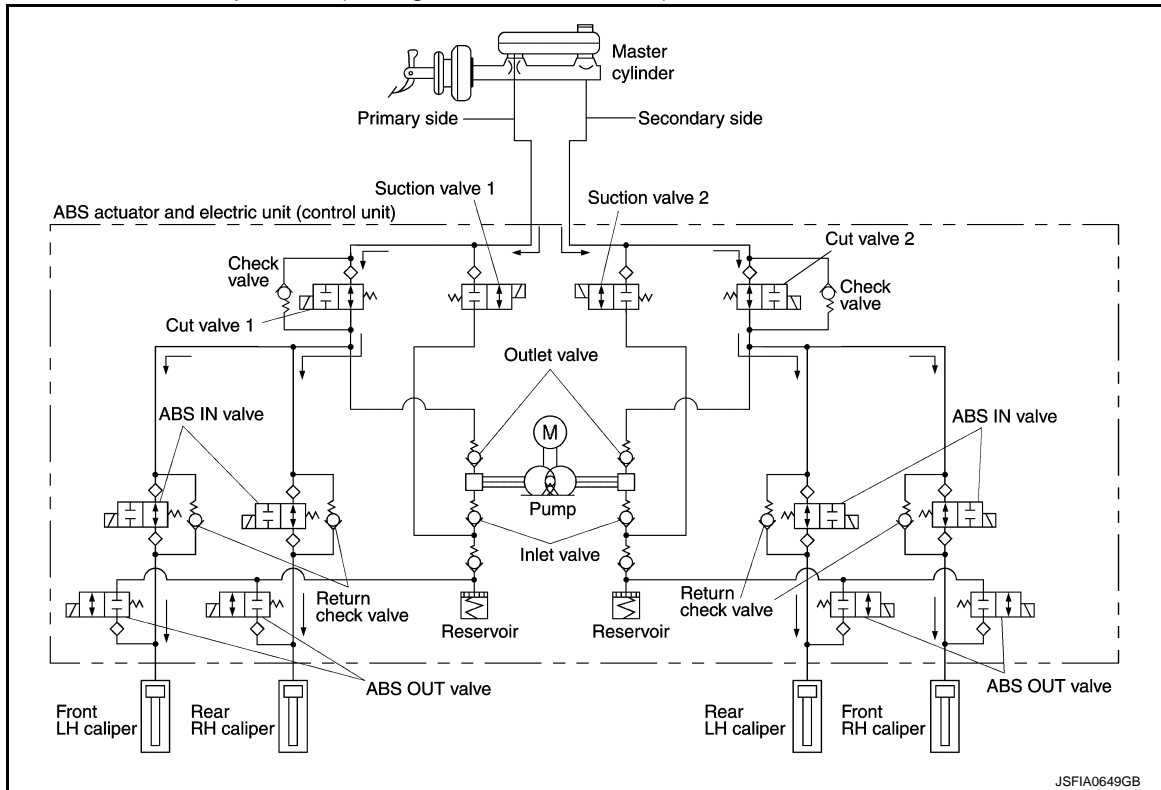 Master
cylinder
Primary side
Secondary side
Suction valve 1
Suction valve 2
ABS actuator and electric unit (control unit)
Cut valve 2
Check
valve
Check
valve
Cut valve 1
Outlet valve
ABS IN valve
ABS IN valve
M
Pump
Inlet valve
Return
check valve
Return
check valve
Reservoir
Reservoir
ABS OUT valve
ABS OUT valve
Front
LH caliper
Rear
RH caliper
Rear
LH caliper
Front
RH caliper
JSFIA0649GB